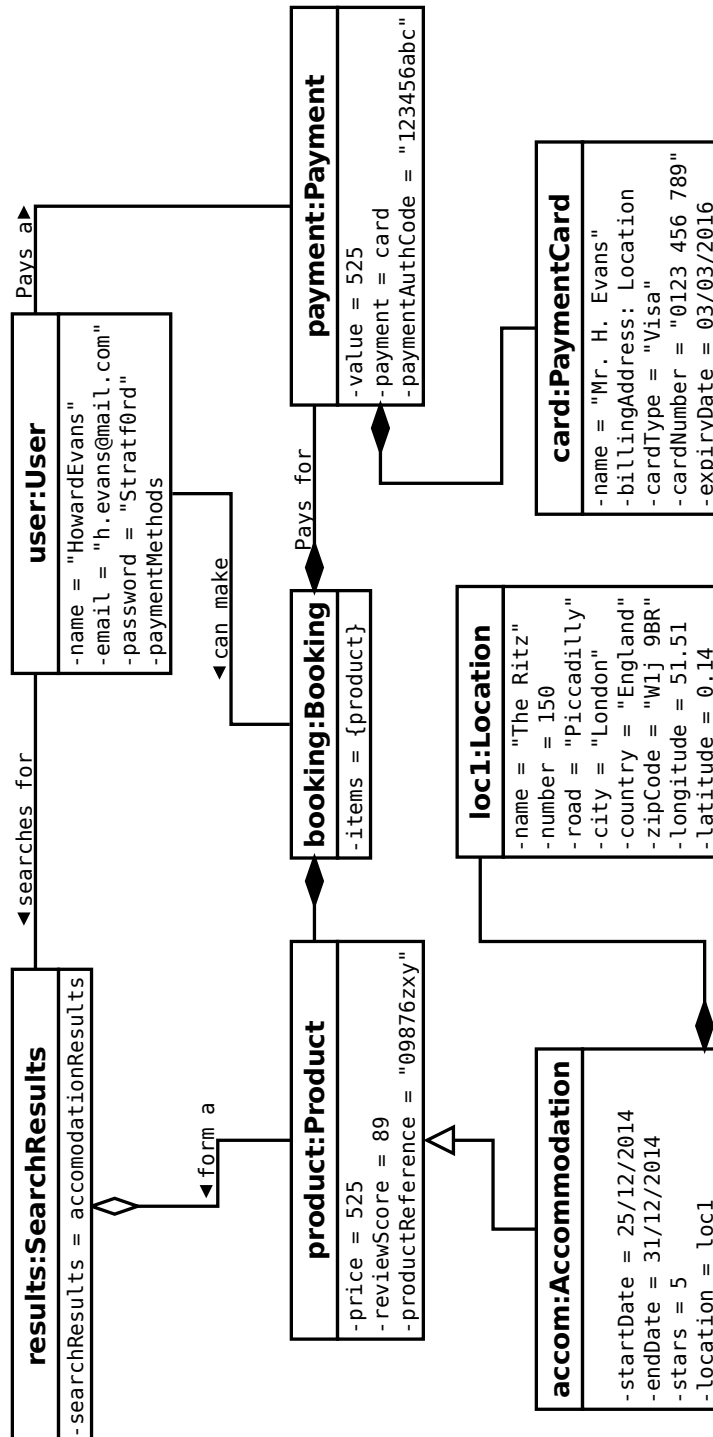 results:SearchResults
-searchResults = accomodationResults
◄searches for
user:User
-name = "HowardEvans"
-email = "h.evans@mail.com"
-password = "Stratf0rd"
-paymentMethods
Pays a►
◄form a
◄can make
product:Product
-price = 525
-reviewScore = 89
-productReference = "09876zxy"
booking:Booking
-items = {product}
Pays for
payment:Payment
-value = 525
-payment = card
-paymentAuthCode = "123456abc"
accom:Accommodation
-startDate = 25/12/2014
-endDate = 31/12/2014
-stars = 5
-location = loc1
loc1:Location
-name = "The Ritz"
-number = 150
-road = "Piccadilly"
-city = "London"
-country = "England"
-zipCode = "W1j 9BR"
-longitude = 51.51
-latitude = 0.14
card:PaymentCard
-name = "Mr. H. Evans"
-billingAddress: Location
-cardType = "Visa"
-cardNumber = "0123 456 789"
-expiryDate = 03/03/2016